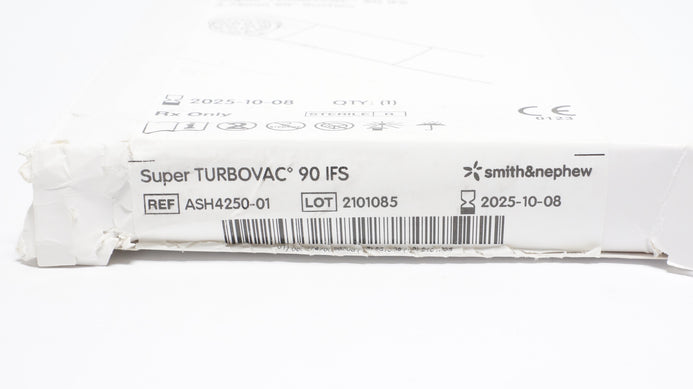 2025-10-08 QTY: (1)
Rx Only STERILE R
CE
0123
Super TURBOVAC° 90 IFS
smith&nephew
REF ASH4250-01 LOT 2101085 2025-10-08